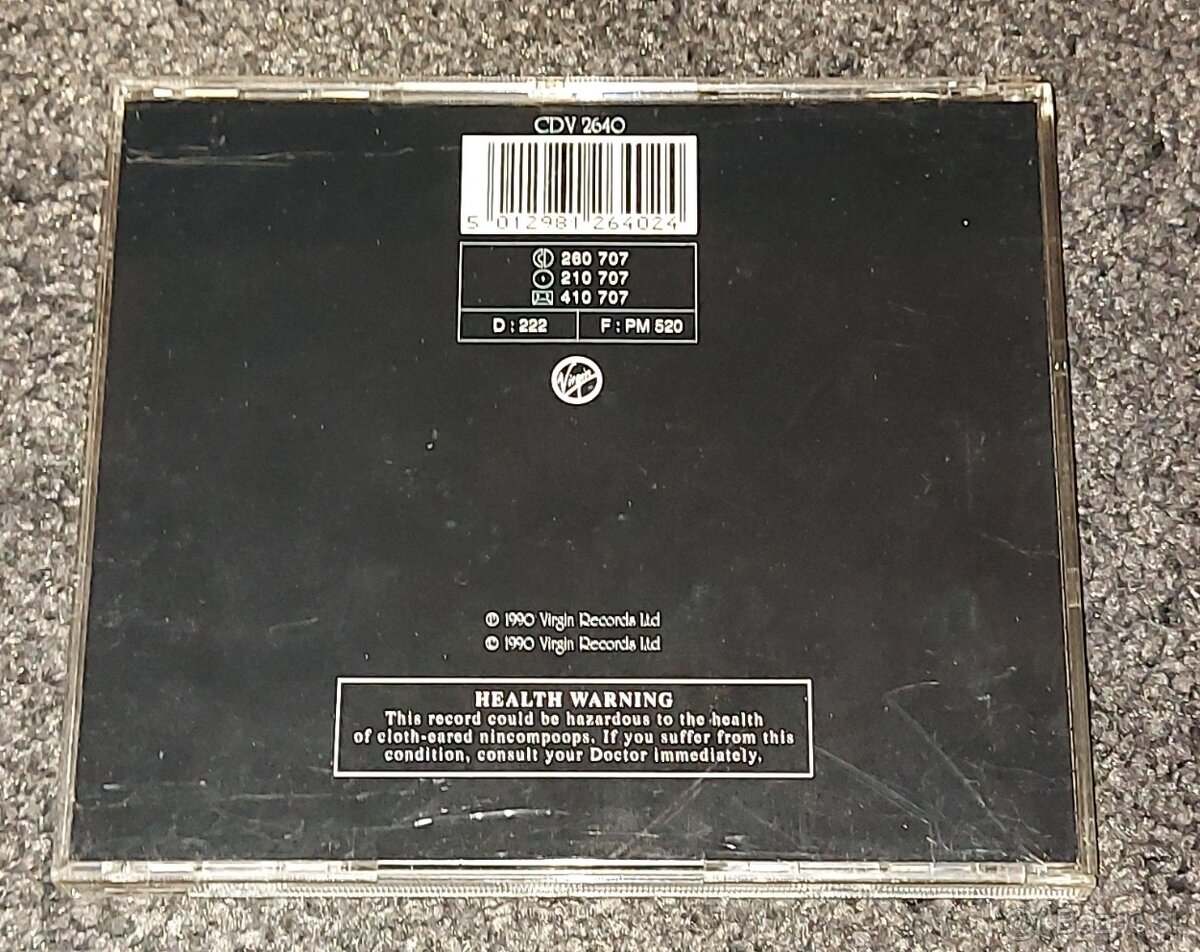 CDV 2640
5 012981 264024
CD 260 707
210 707
410 707
D : 222 F : PM 520
Virgin
℗ 1990 Virgin Records Ltd
© 1990 Virgin Records Ltd
HEALTH WARNING
This record could be hazardous to the health
of cloth-eared nincompoops. If you suffer from this
condition, consult your Doctor immediately.